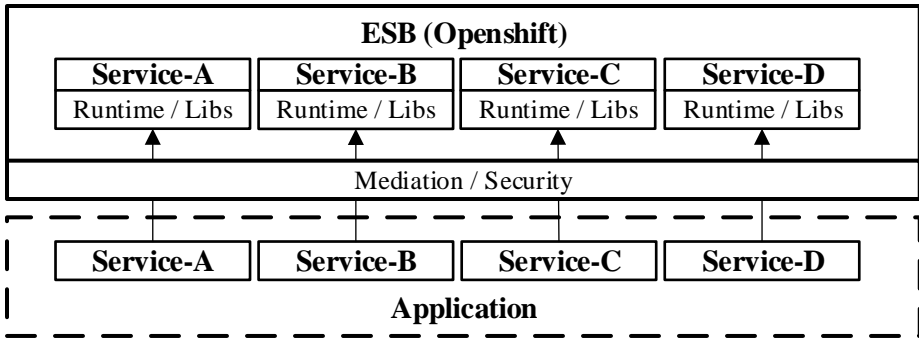 ESB (Openshift)
Service-A Service-B Service-C Service-D
Runtime / Libs Runtime / Libs Runtime / Libs Runtime / Libs
Mediation / Security
Service-A Service-B Service-C Service-D
Application